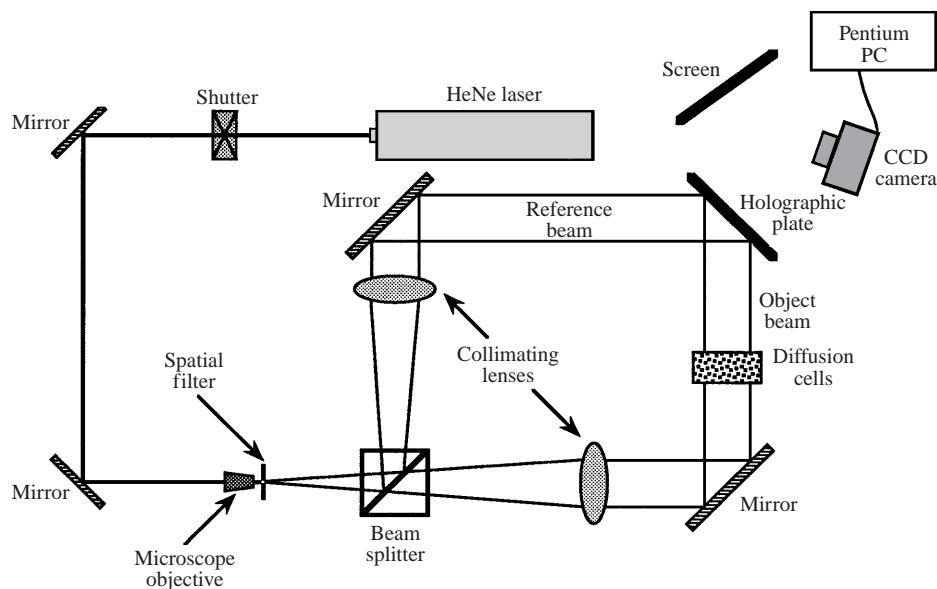 Pentium
PC
Screen
HeNe laser
Shutter
Mirror
CCD
camera
Mirror
Reference
beam
Holographic
plate
Object
beam
Collimating
lenses
Diffusion
cells
Spatial
filter
Mirror
Mirror
Beam
splitter
Microscope
objective